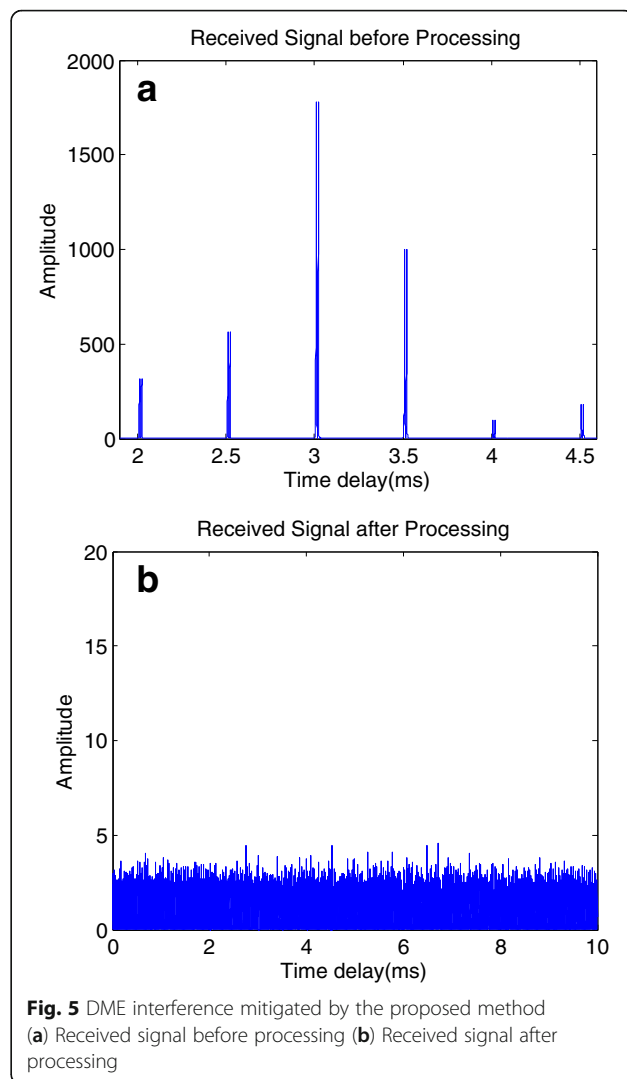 Received Signal before Processing
a
2000
1500
1000
500
0
Amplitude
2 2.5 3 3.5 4 4.5
Time delay(ms)
Received Signal after Processing
b
20
15
10
5
0
Amplitude
0 2 4 6 8 10
Time delay(ms)
Fig. 5 DME interference mitigated by the proposed method
(a) Received signal before processing (b) Received signal after
processing